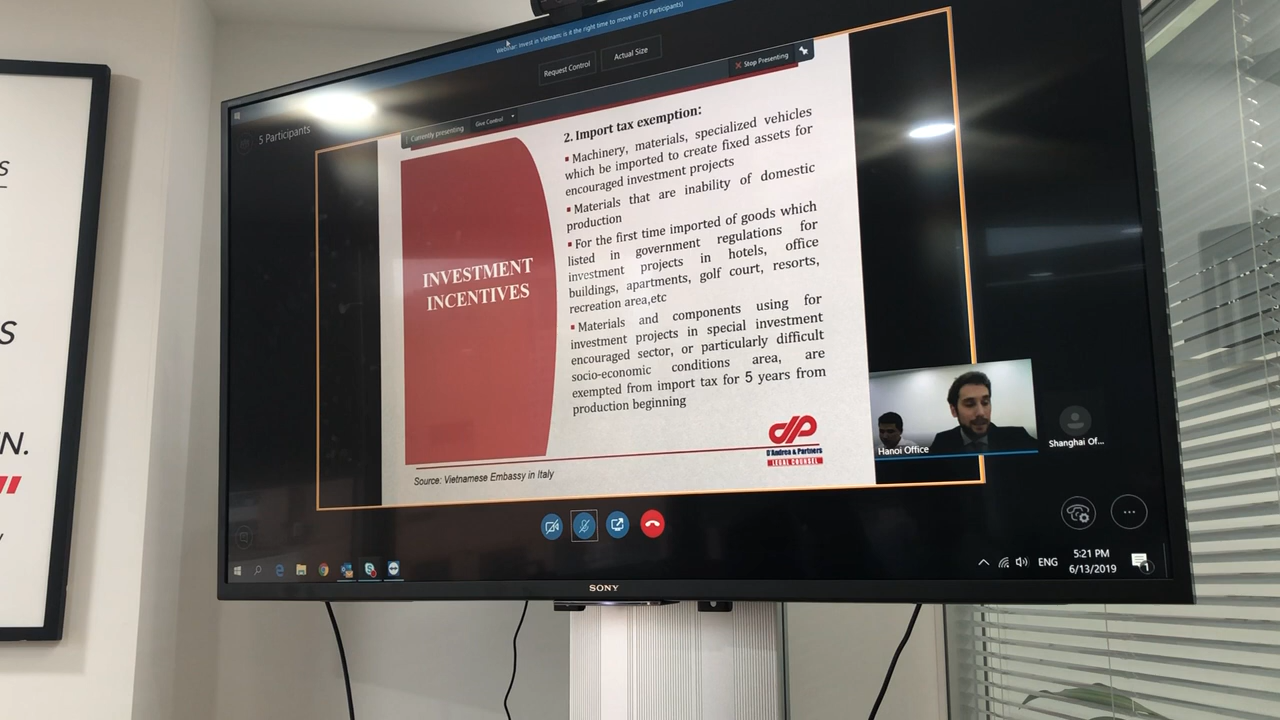 Webinar: Invest in Vietnam: is it the right time to move in? (5 Participants)
Request Control
Actual Size
Stop Presenting
5 Participants
Currently presenting
Give Control
2. Import tax exemption:
▪ Machinery, materials, specialized vehicles
which be imported to create fixed assets for
encouraged investment projects
▪ Materials that are inability of domestic
production
▪ For the first time imported of goods which
listed in government regulations for
investment projects in hotels, office
buildings, apartments, golf court, resorts,
recreation area,etc
▪ Materials and components using for
investment projects in special investment
encouraged sector, or particularly difficult
socio-economic conditions area, are
exempted from import tax for 5 years from
production beginning
INVESTMENT
INCENTIVES
D'Andrea & Partners
LEGAL COUNSEL
Source: Vietnamese Embassy in Italy
Hanoi Office
Shanghai Of...
ENG
5:21 PM
6/13/2019
1
SONY
S
S
N.